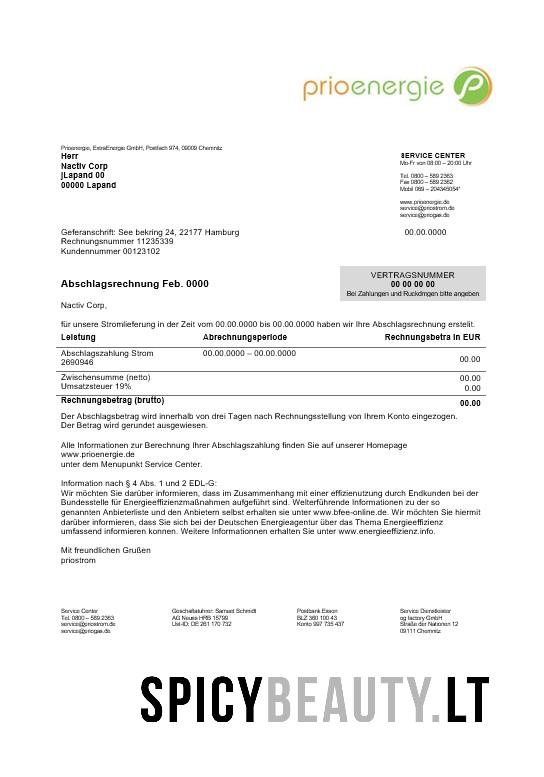 prioenergie
Prioenergie, ExtraEnergie GmbH, Postfach 974, 09009 Chemnitz
Herr
Nactiv Corp
jLapand 00
00000 Lapand
SERVICE CENTER
Mo-Fr von 08:00 – 20:00 Uhr
Tel. 0800 – 589 2363
Fax 0800 – 589 2362
Mobil 069 – 204345054*
www.prioenergie.de
service@priostrom.de
service@priogas.de
Geferanschrift: See bekring 24, 22177 Hamburg
Rechnungsnummer 11235339
Kundennummer 00123102
00.00.0000
VERTRAGSNUMMER
00 00 00 00
Bei Zahlungen und Ruckdmgen bitte angeben
Abschlagsrechnung Feb. 0000
Nactiv Corp,
für unsere Stromlieferung in der Zeit vom 00.00.0000 bis 00.00.0000 haben wir Ihre Abschlagsrechnung erstelit.
Leistung Abrechnungsperiode Rechnungsbetra in EUR
Abschlagszahlung Strom 00.00.0000 – 00.00.0000
2690946 00.00
Zwischensumme (netto) 00.00
Umsatzsteuer 19% 0.00
Rechnungsbetrag (brutto) 00.00
Der Abschlagsbetrag wird innerhalb von drei Tagen nach Rechnungsstellung von Ihrem Konto eingezogen.
Der Betrag wird gerundet ausgewiesen.
Alle Informationen zur Berechnung Ihrer Abschlagszahlung finden Sie auf unserer Homepage
www.prioenergie.de
unter dem Menupunkt Service Center.
Information nach § 4 Abs. 1 und 2 EDL-G:
Wir möchten Sie darüber informieren, dass im Zusammenhang mit einer effizienutzung durch Endkunden bei der
Bundesstelle für Energieeffizienzmaßnahmen aufgeführt sind. Weiterführende Informationen zu der so
genannten Anbieterliste und den Anbietern selbst erhalten sie unter www.bfee-online.de. Wir möchten Sie hiermit
darüber informieren, dass Sie sich bei der Deutschen Energieagentur über das Thema Energieeffizienz
umfassend informieren konnen. Weitere Informationnen erhalten Sie unter www.energieeffizienz.info.
Mit freundlichen Grußen
priostrom
Service Center
Tel. 0800 – 589 2363
service@priostrom.de
service@priogas.de
Geschaftsfuhrer: Samuel Schmidt
AG Neuss HRB 15799
Ust-ID: DE 261 170 732
Postbank Essen
BLZ 360 100 43
Konto 997 735 437
Service Dienstleister
og factory GmbH
Straße der Nationen 12
09111 Chemnitz
SPICYBEAUTY.LT